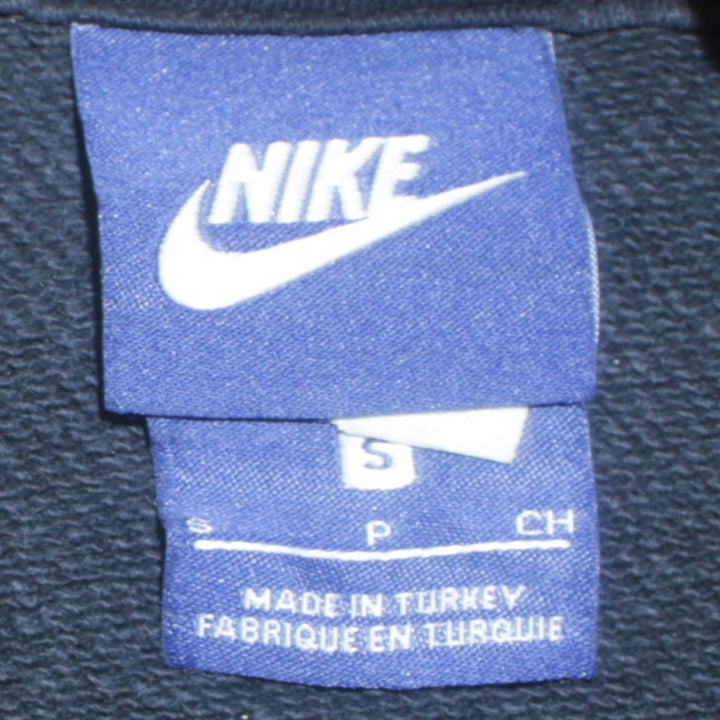 NIKE
S
S P CH
MADE IN TURKEY
FABRIQUE EN TURQUIE